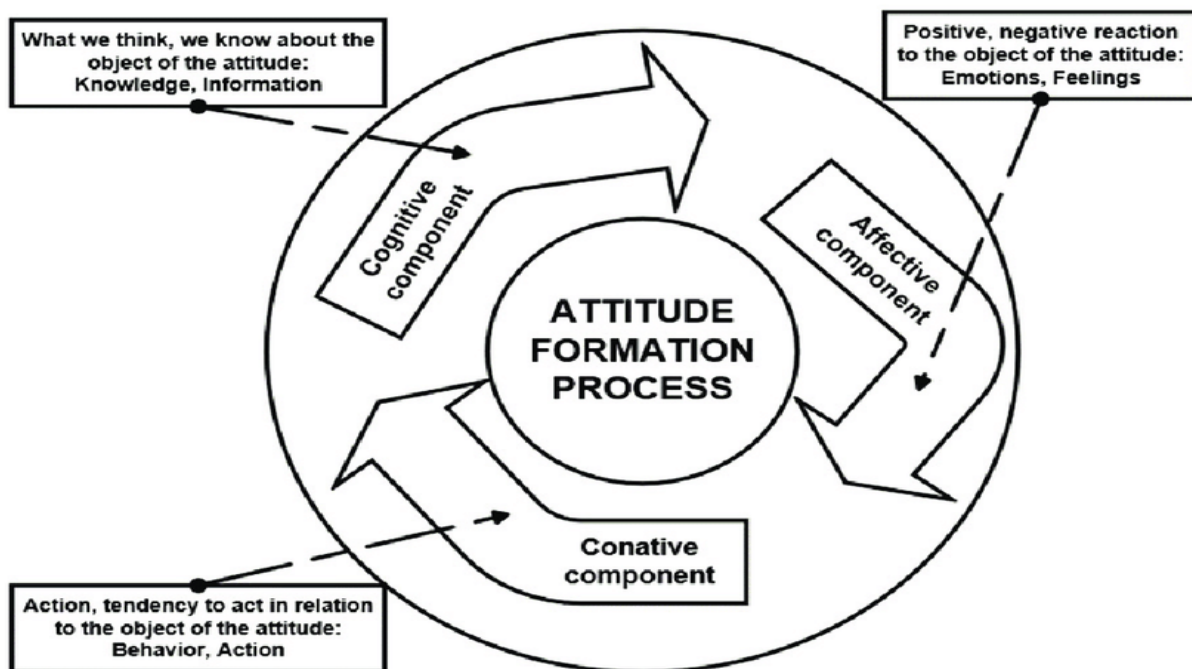 What we think, we know about the
object of the attitude:
Knowledge, Information
Positive, negative reaction
to the object of the attitude:
Emotions, Feelings
Cognitive
component
Affective
component
ATTITUDE
FORMATION
PROCESS
Conative
component
Action, tendency to act in relation
to the object of the attitude:
Behavior, Action